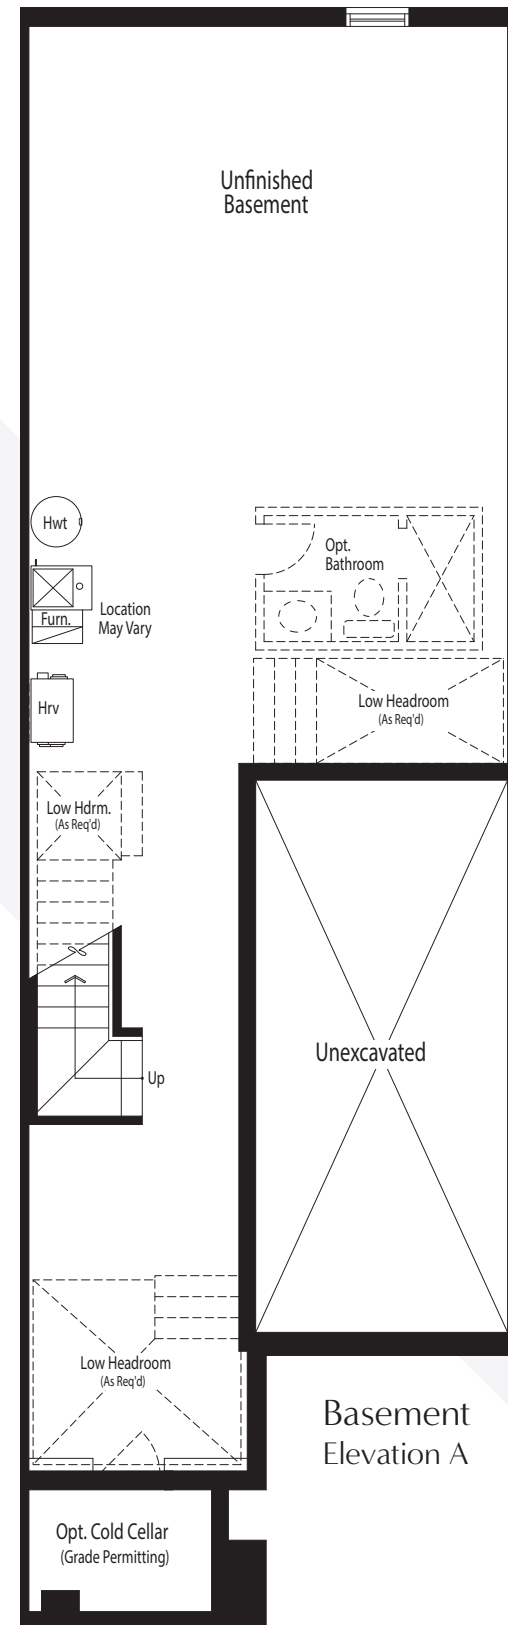 Unfinished
Basement
Hwt
Opt.
Bathroom
Furn.
Location
May Vary
Hrv
Low Headroom
(As Req'd)
Low Hdrm.
(As Req'd)
Unexcavated
Up
Low Headroom
(As Req'd)
Basement
Elevation A
Opt. Cold Cellar
(Grade Permitting)